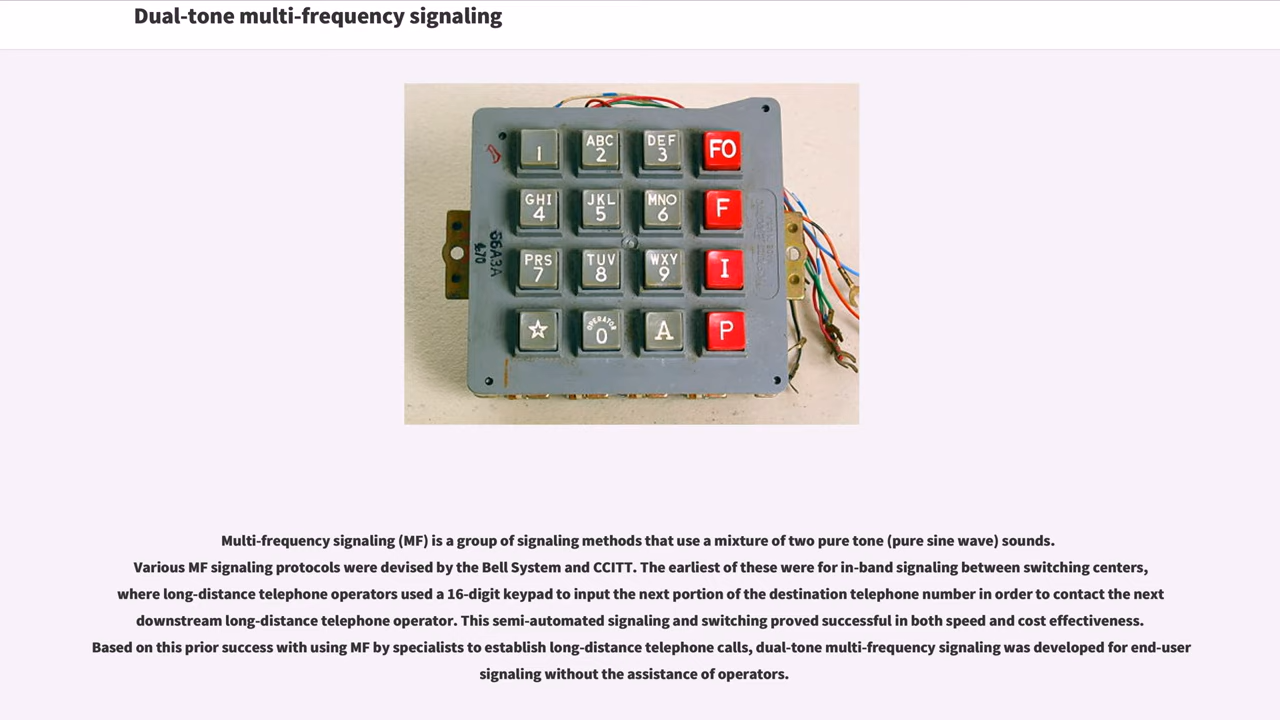 Dual-tone multi-frequency signaling
1 ABC 2 DEF 3 FO
GHI 4 JKL 5 MNO 6 F
PRS 7 TUV 8 WXY 9 I
☆ OPERATOR 0 A P
56A3A
Multi-frequency signaling (MF) is a group of signaling methods that use a mixture of two pure tone (pure sine wave) sounds.
Various MF signaling protocols were devised by the Bell System and CCITT. The earliest of these were for in-band signaling between switching centers,
where long-distance telephone operators used a 16-digit keypad to input the next portion of the destination telephone number in order to contact the next
downstream long-distance telephone operator. This semi-automated signaling and switching proved successful in both speed and cost effectiveness.
Based on this prior success with using MF by specialists to establish long-distance telephone calls, dual-tone multi-frequency signaling was developed for end-user
signaling without the assistance of operators.